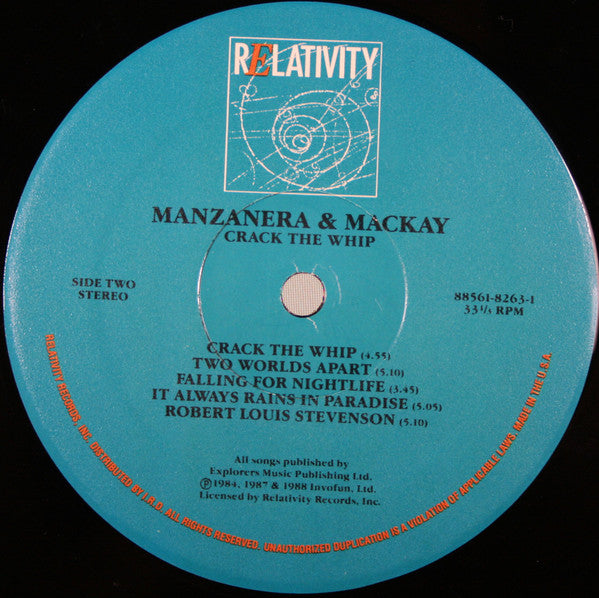 RELATIVITY
MANZANERA & MACKAY
CRACK THE WHIP
SIDE TWO
STEREO
88561-8263-1
33⅓ RPM
CRACK THE WHIP (4.55)
TWO WORLDS APART (5.10)
FALLING FOR NIGHTLIFE (3.45)
IT ALWAYS RAINS IN PARADISE (5.05)
ROBERT LOUIS STEVENSON (5.10)
All songs published by
Explorers Music Publishing Ltd.
Ⓟ1984, 1987 & 1988 Invofun, Ltd.
Licensed by Relativity Records, Inc.
RELATIVITY RECORDS, INC. DISTRIBUTED BY I.R.D. ALL RIGHTS RESERVED. UNAUTHORIZED DUPLICATION IS A VIOLATION OF APPLICABLE LAWS. MADE IN THE U.S.A.